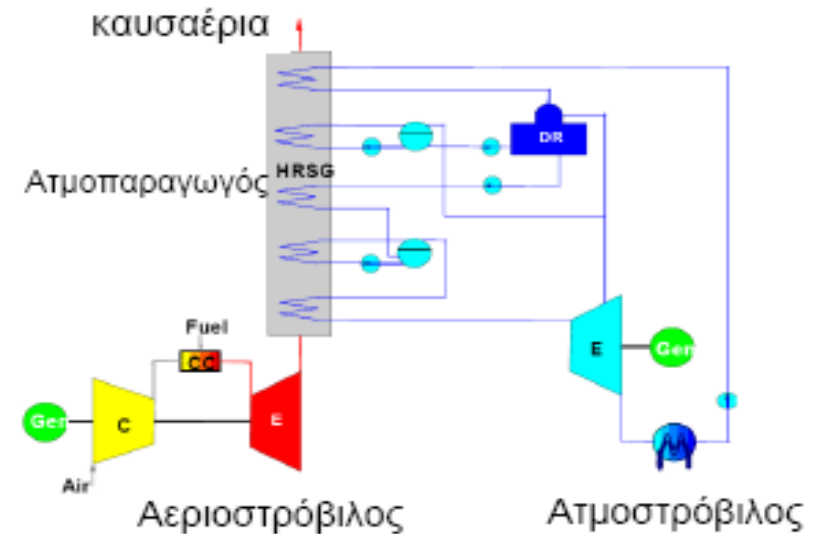 καυσαέρια
DR
HRSG
Ατμοπαραγωγός
Fuel
CC
E
Gen
Gen
C
E
Air
Αεριοστρόβιλος
Ατμοστρόβιλος